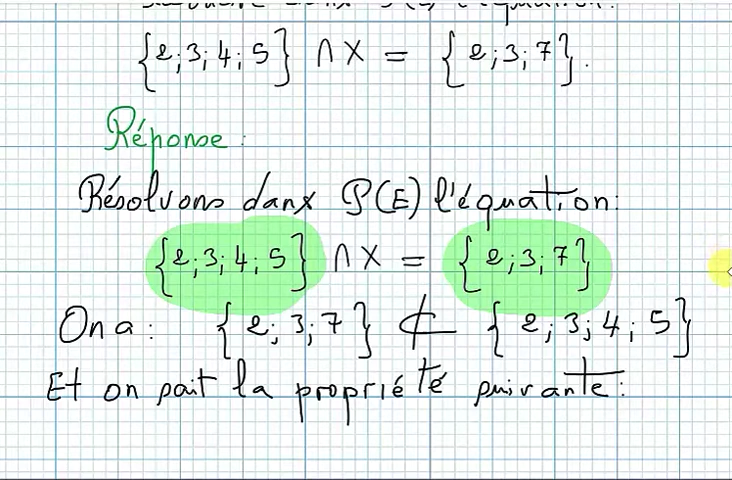 {2;3;4;5} ∩ X = {2;3;7}.
Réponse:
Résolvons dans P(E) l'équation:
{2;3;4;5} ∩ X = {2;3;7}
On a: {2;3;7} ⊄ {2;3;4;5}
Et on sait la propriété suivante: